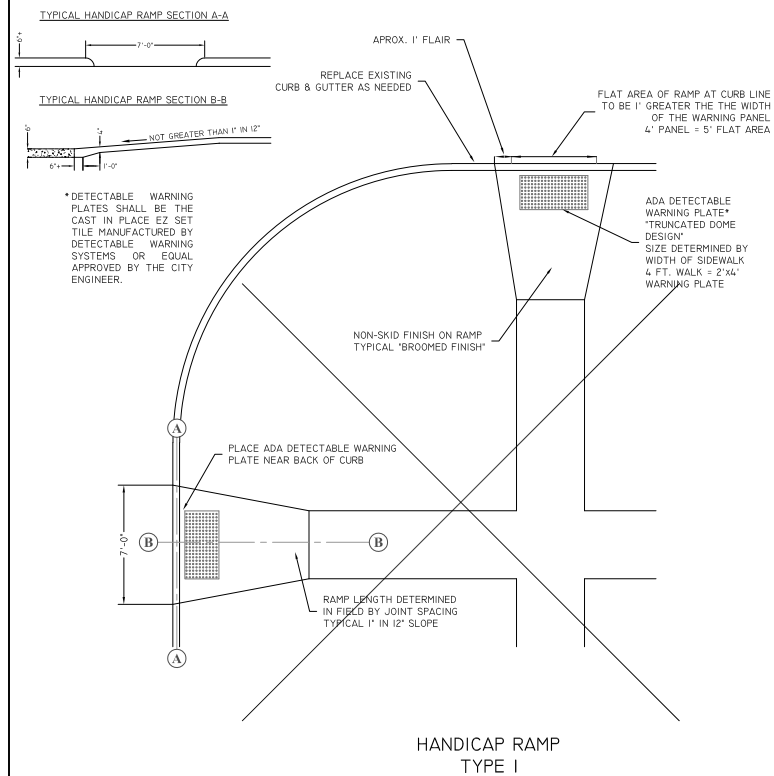 TYPICAL HANDICAP RAMP SECTION A-A
6"+
7'-0"
TYPICAL HANDICAP RAMP SECTION B-B
6"
4"
NOT GREATER THAN 1" IN 12"
6"+
1'-0"
* DETECTABLE WARNING
PLATES SHALL BE THE
CAST IN PLACE EZ SET
TILE MANUFACTURED BY
DETECTABLE WARNING
SYSTEMS OR EQUAL
APPROVED BY THE CITY
ENGINEER.
APROX. 1' FLAIR
REPLACE EXISTING
CURB & GUTTER AS NEEDED
FLAT AREA OF RAMP AT CURB LINE
TO BE 1' GREATER THE THE WIDTH
OF THE WARNING PANEL
4' PANEL = 5' FLAT AREA
ADA DETECTABLE
WARNING PLATE*
"TRUNCATED DOME
DESIGN"
SIZE DETERMINED BY
WIDTH OF SIDEWALK
4 FT. WALK = 2'X4'
WARNING PLATE
NON-SKID FINISH ON RAMP
TYPICAL "BROOMED FINISH"
A
PLACE ADA DETECTABLE WARNING
PLATE NEAR BACK OF CURB
7'-0"
B
B
RAMP LENGTH DETERMINED
IN FIELD BY JOINT SPACING
TYPICAL 1" IN 12" SLOPE
A
HANDICAP RAMP
TYPE 1